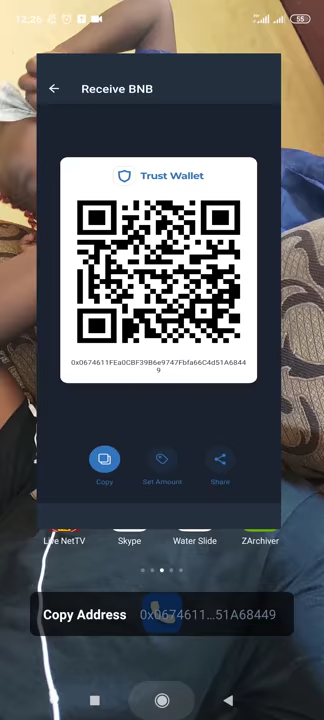 12:25
55
Receive BNB
Trust Wallet
0x0674611FEa0CBF39B6e9747Fbfa66C4d51A6844
9
Copy
Set Amount
Share
Live NetTV
Skype
Water Slide
ZArchiver
Copy Address 0x0674611...51A68449